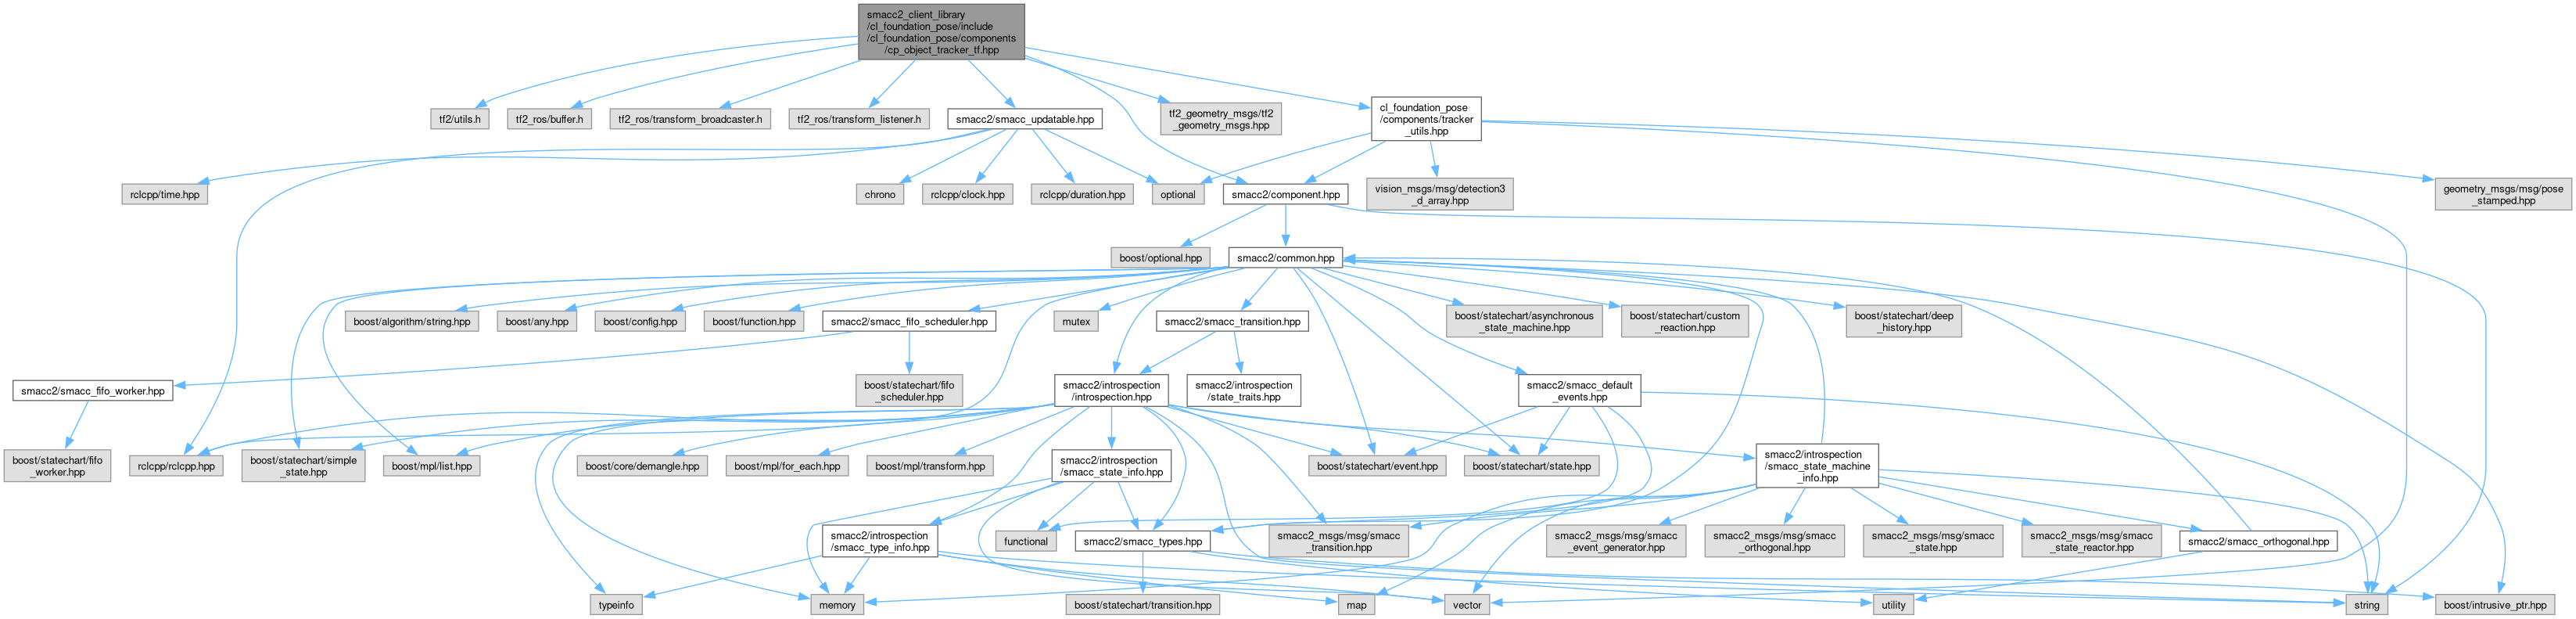 smacc2_client_library
/cl_foundation_pose/include
/cl_foundation_pose/components
/cp_object_tracker_tf.hpp
tf2/utils.h
tf2_ros/buffer.h
tf2_ros/transform_broadcaster.h
tf2_ros/transform_listener.h
smacc2/smacc_updatable.hpp
tf2_geometry_msgs/tf2
_geometry_msgs.hpp
cl_foundation_pose
/components/tracker
_utils.hpp
rclcpp/time.hpp
chrono
rclcpp/clock.hpp
rclcpp/duration.hpp
optional
smacc2/component.hpp
vision_msgs/msg/detection3
d_array.hpp
geometry_msgs/msg/pose
_stamped.hpp
boost/optional.hpp
smacc2/common.hpp
boost/algorithm/string.hpp
boost/any.hpp
boost/config.hpp
boost/function.hpp
smacc2/smacc_fifo_scheduler.hpp
mutex
smacc2/smacc_transition.hpp
boost/statechart/asynchronous
_state_machine.hpp
boost/statechart/custom
_reaction.hpp
boost/statechart/deep
_history.hpp
smacc2/smacc_fifo_worker.hpp
boost/statechart/fifo
_scheduler.hpp
smacc2/introspection
/introspection.hpp
smacc2/introspection
/state_traits.hpp
smacc2/smacc_default
_events.hpp
boost/statechart/fifo
_worker.hpp
rclcpp/rclcpp.hpp
boost/statechart/simple
_state.hpp
boost/mpl/list.hpp
boost/core/demangle.hpp
boost/mpl/for_each.hpp
boost/mpl/transform.hpp
smacc2/introspection
/smacc_state_info.hpp
boost/statechart/event.hpp
boost/statechart/state.hpp
smacc2/introspection
/smacc_state_machine
_info.hpp
smacc2/introspection
/smacc_type_info.hpp
functional
smacc2/smacc_types.hpp
smacc2_msgs/msg/smacc
_transition.hpp
smacc2_msgs/msg/smacc
_event_generator.hpp
smacc2_msgs/msg/smacc
_orthogonal.hpp
smacc2_msgs/msg/smacc
_state.hpp
smacc2_msgs/msg/smacc
_state_reactor.hpp
smacc2/smacc_orthogonal.hpp
typeinfo
memory
boost/statechart/transition.hpp
map
vector
utility
string
boost/intrusive_ptr.hpp